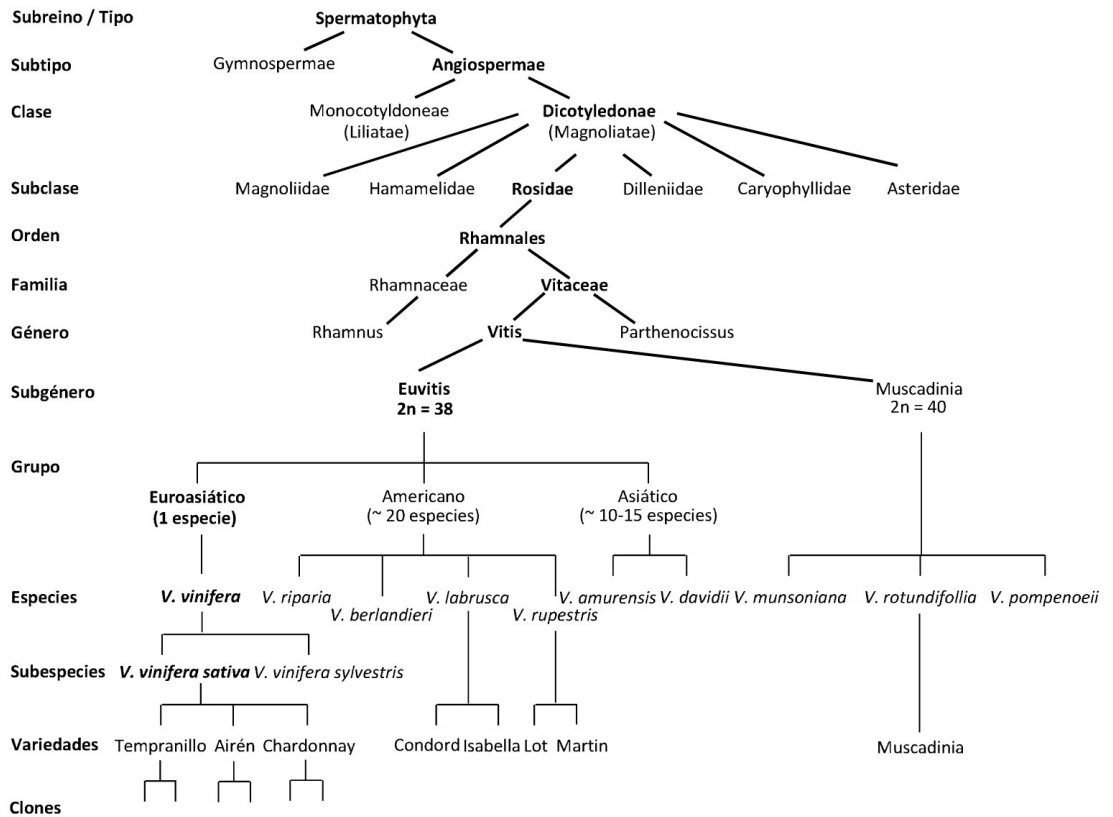 Subreino / Tipo Spermatophyta
Subtipo Gymnospermae Angiospermae
Clase Monocotyldoneae Dicotyledonae
(Liliatae) (Magnoliatae)
Subclase Magnoliidae Hamamelidae Rosidae Dilleniidae Caryophyllidae Asteridae
Orden Rhamnales
Familia Rhamnaceae Vitaceae
Género Rhamnus Vitis Parthenocissus
Subgénero Euvitis Muscadinia
2n = 38 2n = 40
Grupo
Euroasiático Americano Asiático
(1 especie) (~ 20 especies) (~ 10-15 especies)
Especies V. vinifera V. riparia V. labrusca V. amurensis V. davidii V. munsoniana V. rotundifollia V. pompenoeii
V. berlandieri V. rupestris
Subespecies V. vinifera sativa V. vinifera sylvestris
Variedades Tempranillo Airén Chardonnay Condord Isabella Lot Martin Muscadinia
Clones